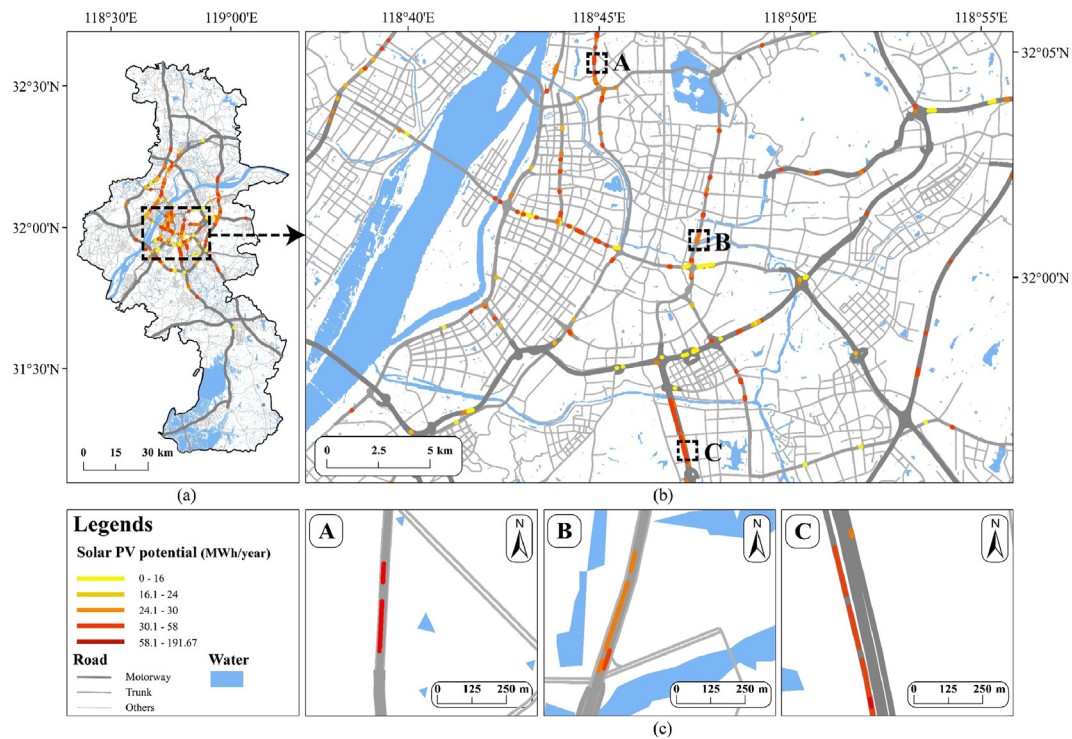 118°30'E 119°00'E
118°40'E 118°45'E 118°50'E 118°55'E
32°05'N
32°30'N
32°00'N
31°30'N
0 15 30 km
(a)
A
B
C
0 2.5 5 km
32°00'N
(b)
Legends
Solar PV potential (MWh/year)
0 - 16
16.1 - 24
24.1 - 30
30.1 - 58
58.1 - 191.67
Road
Motorway
Trunk
Others
Water
A
N
0 125 250 m
B
N
0 125 250 m
C
N
0 125 250 m
(c)